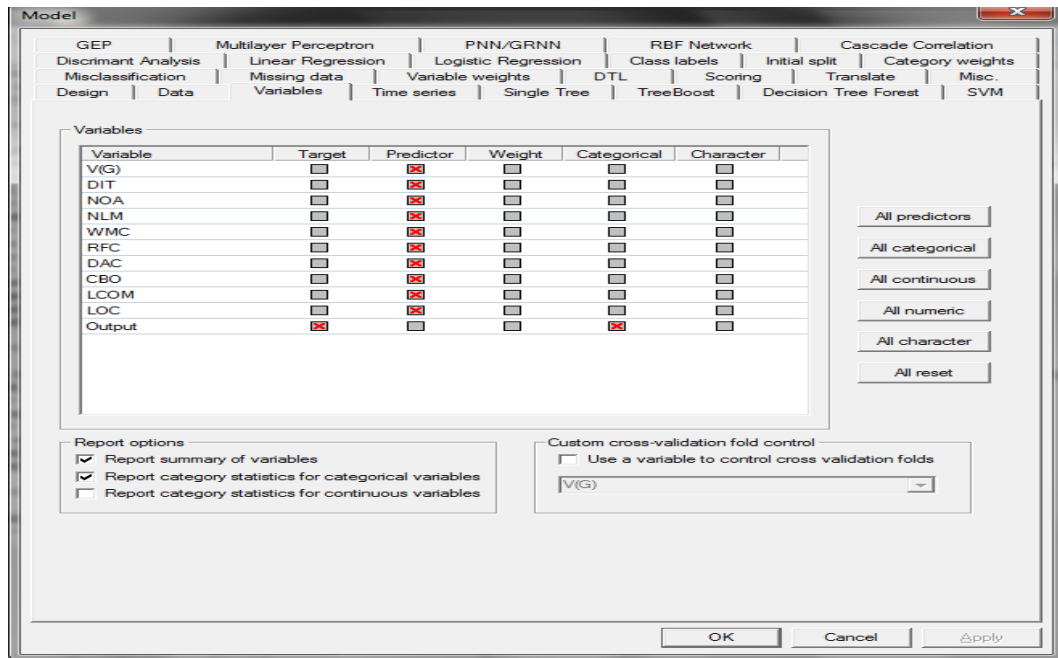 Model
GEP Multilayer Perceptron PNN/GRNN RBF Network Cascade Correlation
Discrimant Analysis Linear Regression Logistic Regression Class labels Initial split Category weights
Misclassification Missing data Variable weights DTL Scoring Translate Misc.
Design Data Variables Time series Single Tree TreeBoost Decision Tree Forest SVM
Variables
Variable Target Predictor Weight Categorical Character
V(G)
DIT
NOA
NLM
WMC
RFC
DAC
CBO
LCOM
LOC
Output
All predictors
All categorical
All continuous
All numeric
All character
All reset
Report options
Report summary of variables
Report category statistics for categorical variables
Report category statistics for continuous variables
Custom cross-validation fold control
Use a variable to control cross validation folds
V(G)
OK Cancel Apply